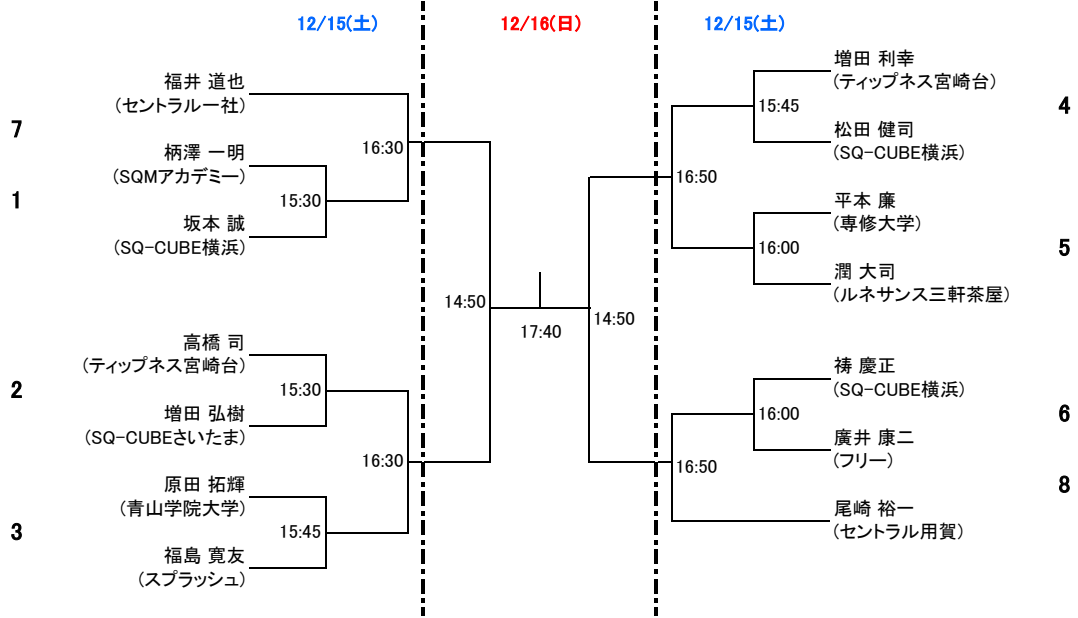 12/15(土)
12/16(日)
12/15(土)
福井 道也
(セントラル一社)
7
16:30
柄澤 一明
(SQMアカデミー)
1
15:30
坂本 誠
(SQ-CUBE横浜)
14:50
17:40
高橋 司
(ティップネス宮崎台)
2
15:30
増田 弘樹
(SQ-CUBEさいたま)
16:30
原田 拓輝
(青山学院大学)
3
15:45
福島 寛友
(スプラッシュ)
増田 利幸
(ティップネス宮崎台)
15:45
4
松田 健司
(SQ-CUBE横浜)
16:50
平本 廉
(専修大学)
16:00
5
潤 大司
(ルネサンス三軒茶屋)
14:50
祷 慶正
(SQ-CUBE横浜)
16:00
6
廣井 康二
(フリー)
16:50
8
尾崎 裕一
(セントラル用賀)